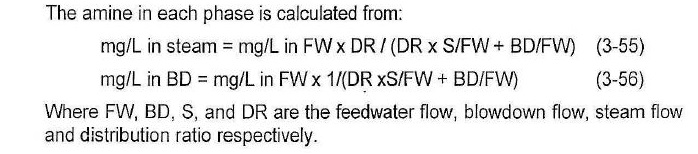 The amine in each phase is calculated from:
mg/L in steam = mg/L in FW x DR / (DR x S/FW + BD/FW) (3-55)
mg/L in BD = mg/L in FW x 1/(DR xS/FW + BD/FW) (3-56)
Where FW, BD, S, and DR are the feedwater flow, blowdown flow, steam flow
and distribution ratio respectively.